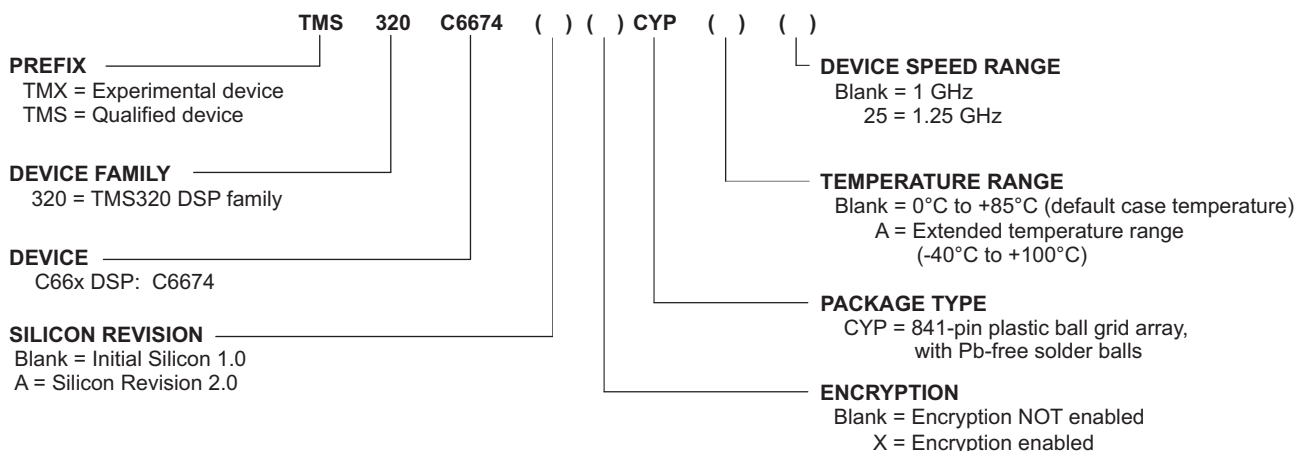 TMS 320 C6674 ( ) ( ) CYP ( ) ( )
PREFIX
TMX = Experimental device
TMS = Qualified device
DEVICE FAMILY
320 = TMS320 DSP family
DEVICE
C66x DSP: C6674
SILICON REVISION
Blank = Initial Silicon 1.0
A = Silicon Revision 2.0
DEVICE SPEED RANGE
Blank = 1 GHz
25 = 1.25 GHz
TEMPERATURE RANGE
Blank = 0°C to +85°C (default case temperature)
A = Extended temperature range
(-40°C to +100°C)
PACKAGE TYPE
CYP = 841-pin plastic ball grid array,
with Pb-free solder balls
ENCRYPTION
Blank = Encryption NOT enabled
X = Encryption enabled